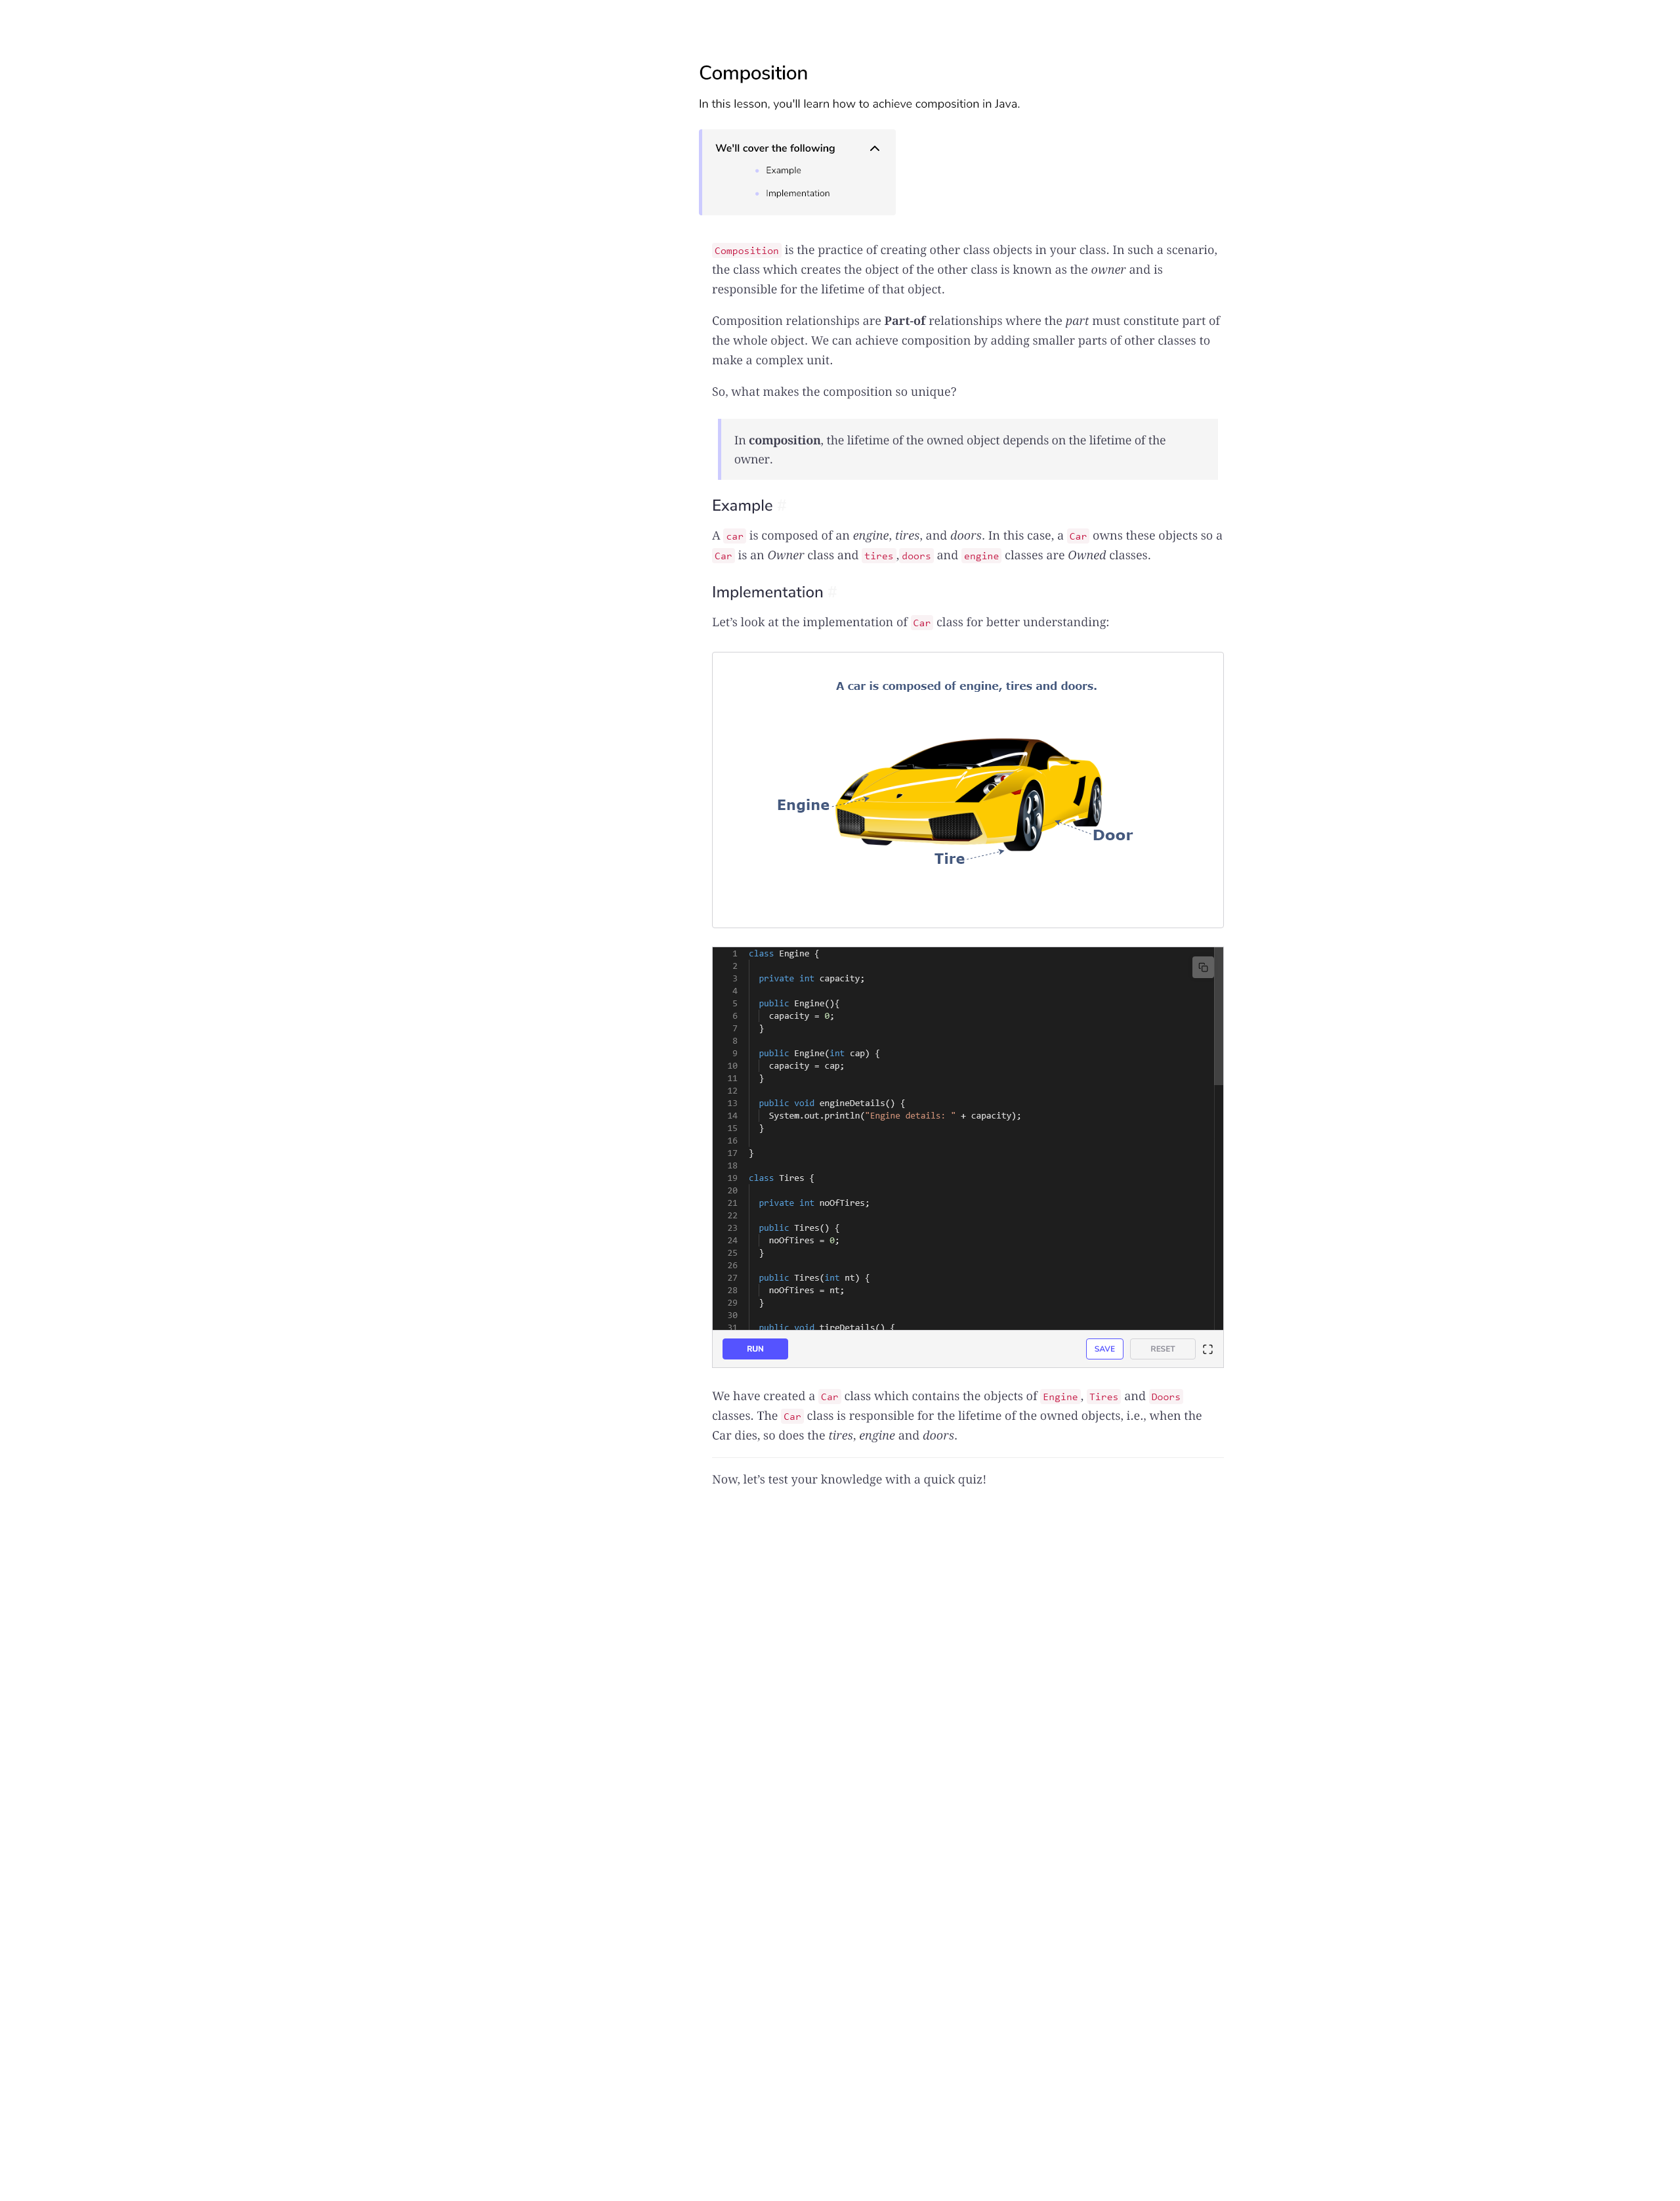 Composition
In this lesson, you'll learn how to achieve composition in Java.
We'll cover the following
Example
Implementation
Composition is the practice of creating other class objects in your class. In such a scenario,
the class which creates the object of the other class is known as the owner and is
responsible for the lifetime of that object.
Composition relationships are Part-of relationships where the part must constitute part of
the whole object. We can achieve composition by adding smaller parts of other classes to
make a complex unit.
So, what makes the composition so unique?
In composition, the lifetime of the owned object depends on the lifetime of the
owner.
Example #
A car is composed of an engine, tires, and doors. In this case, a Car owns these objects so a
Car is an Owner class and tires, doors and engine classes are Owned classes.
Implementation #
Let’s look at the implementation of Car class for better understanding:
A car is composed of engine, tires and doors.
Engine
Door
Tire
1 class Engine {
2
3 private int capacity;
4
5 public Engine(){
6 capacity = 0;
7 }
8
9 public Engine(int cap) {
10 capacity = cap;
11 }
12
13 public void engineDetails() {
14 System.out.println("Engine details: " + capacity);
15 }
16
17 }
18
19 class Tires {
20
21 private int noOfTires;
22
23 public Tires() {
24 noOfTires = 0;
25 }
26
27 public Tires(int nt) {
28 noOfTires = nt;
29 }
30
31 public void tireDetails() {
RUN SAVE RESET
We have created a Car class which contains the objects of Engine, Tires and Doors
classes. The Car class is responsible for the lifetime of the owned objects, i.e., when the
Car dies, so does the tires, engine and doors.
Now, let’s test your knowledge with a quick quiz!